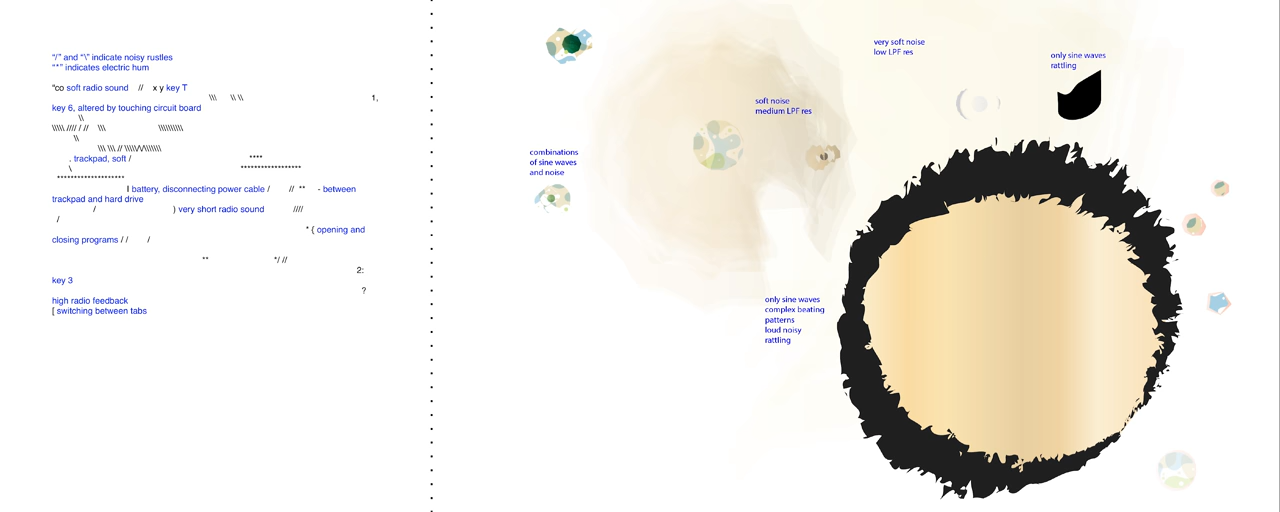 “/” and “\” indicate noisy rustles
“*” indicates electric hum
“co soft radio sound // x y key T
\\\ \\ \\ 1,
key 6, altered by touching circuit board
\\
\\\\\ //// / // \\\ \\\\\\\\\\
\\
\\\ \\\ // \\\\\/\/\\\\\\\
, trackpad, soft / ****
\ ******************
********************
I battery, disconnecting power cable / // ** - between
trackpad and hard drive
/ ) very short radio sound ////
/
* { opening and
closing programs / / /
** */ //
2:
key 3
?
high radio feedback
[ switching between tabs
very soft noise
low LPF res
only sine waves
rattling
soft noise
medium LPF res
combinations
of sine waves
and noise
only sine waves
complex beating
patterns
loud noisy
rattling